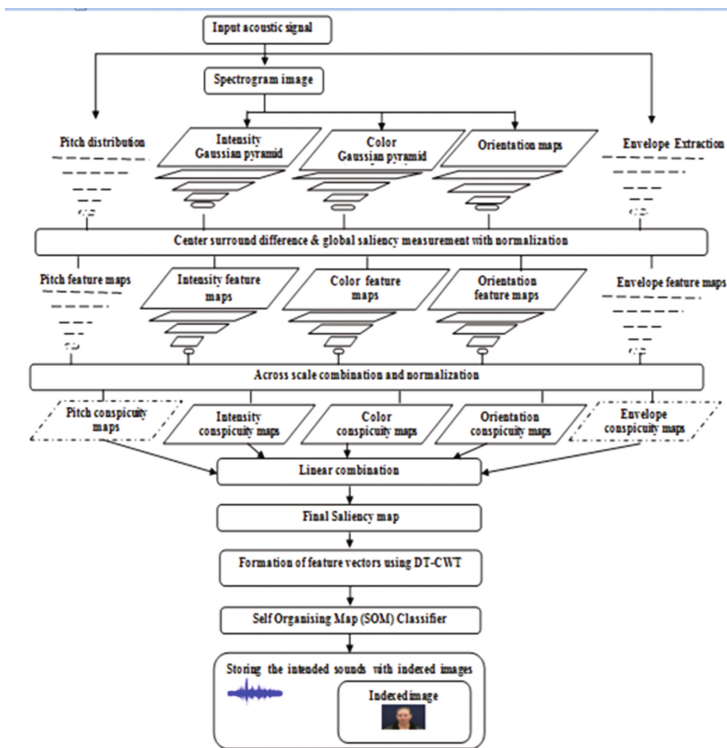 Input acoustic signal
Spectrogram image
Pitch distribution
Intensity
Gaussian pyramid
Color
Gaussian pyramid
Orientation maps
Envelope Extraction
Center surround difference & global saliency measurement with normalization
Pitch feature maps
Intensity feature
maps
Color feature
maps
Orientation
feature maps
Envelope feature maps
Across scale combination and normalization
Pitch conspicuity
maps
Intensity
conspicuity maps
Color
conspicuity maps
Orientation
conspicuity maps
Envelope
conspicuity maps
Linear combination
Final Saliency map
Formation of feature vectors using DT-CWT
Self Organising Map (SOM) Classifier
Storing the intended sounds with indexed images
Indexed image